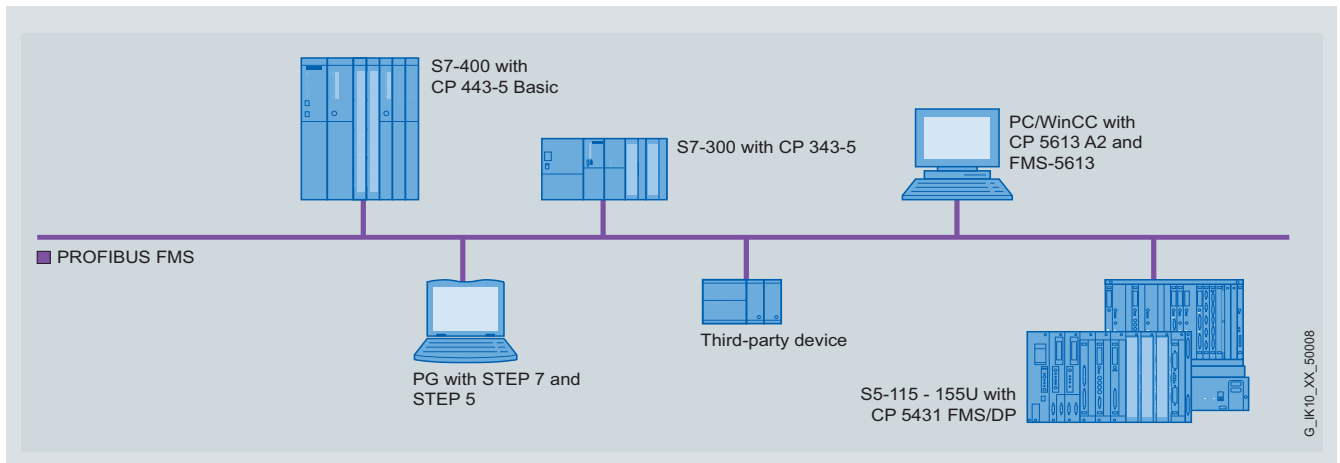 S7-400 with
CP 443-5 Basic
S7-300 with CP 343-5
PC/WinCC with
CP 5613 A2 and
FMS-5613
PROFIBUS FMS
PG with STEP 7 and
STEP 5
Third-party device
S5-115 - 155U with
CP 5431 FMS/DP
G_IK10_XX_50008